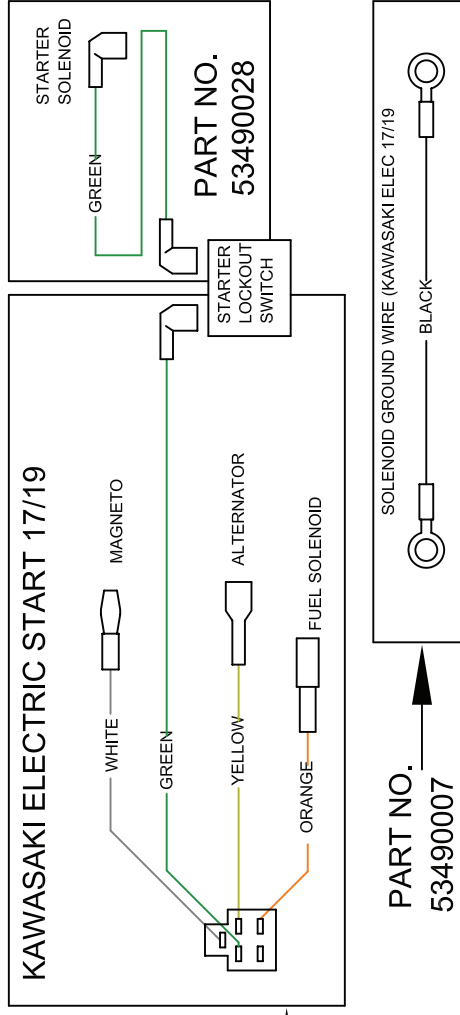 STARTER
SOLENOID
GREEN
PART NO.
53490028
STARTER
LOCKOUT
SWITCH
KAWASAKI ELECTRIC START 17/19
MAGNETO
WHITE
GREEN
ALTERNATOR
YELLOW
FUEL SOLENOID
ORANGE
SOLENOID GROUND WIRE (KAWASAKI ELEC 17/19
BLACK
PART NO.
53490007